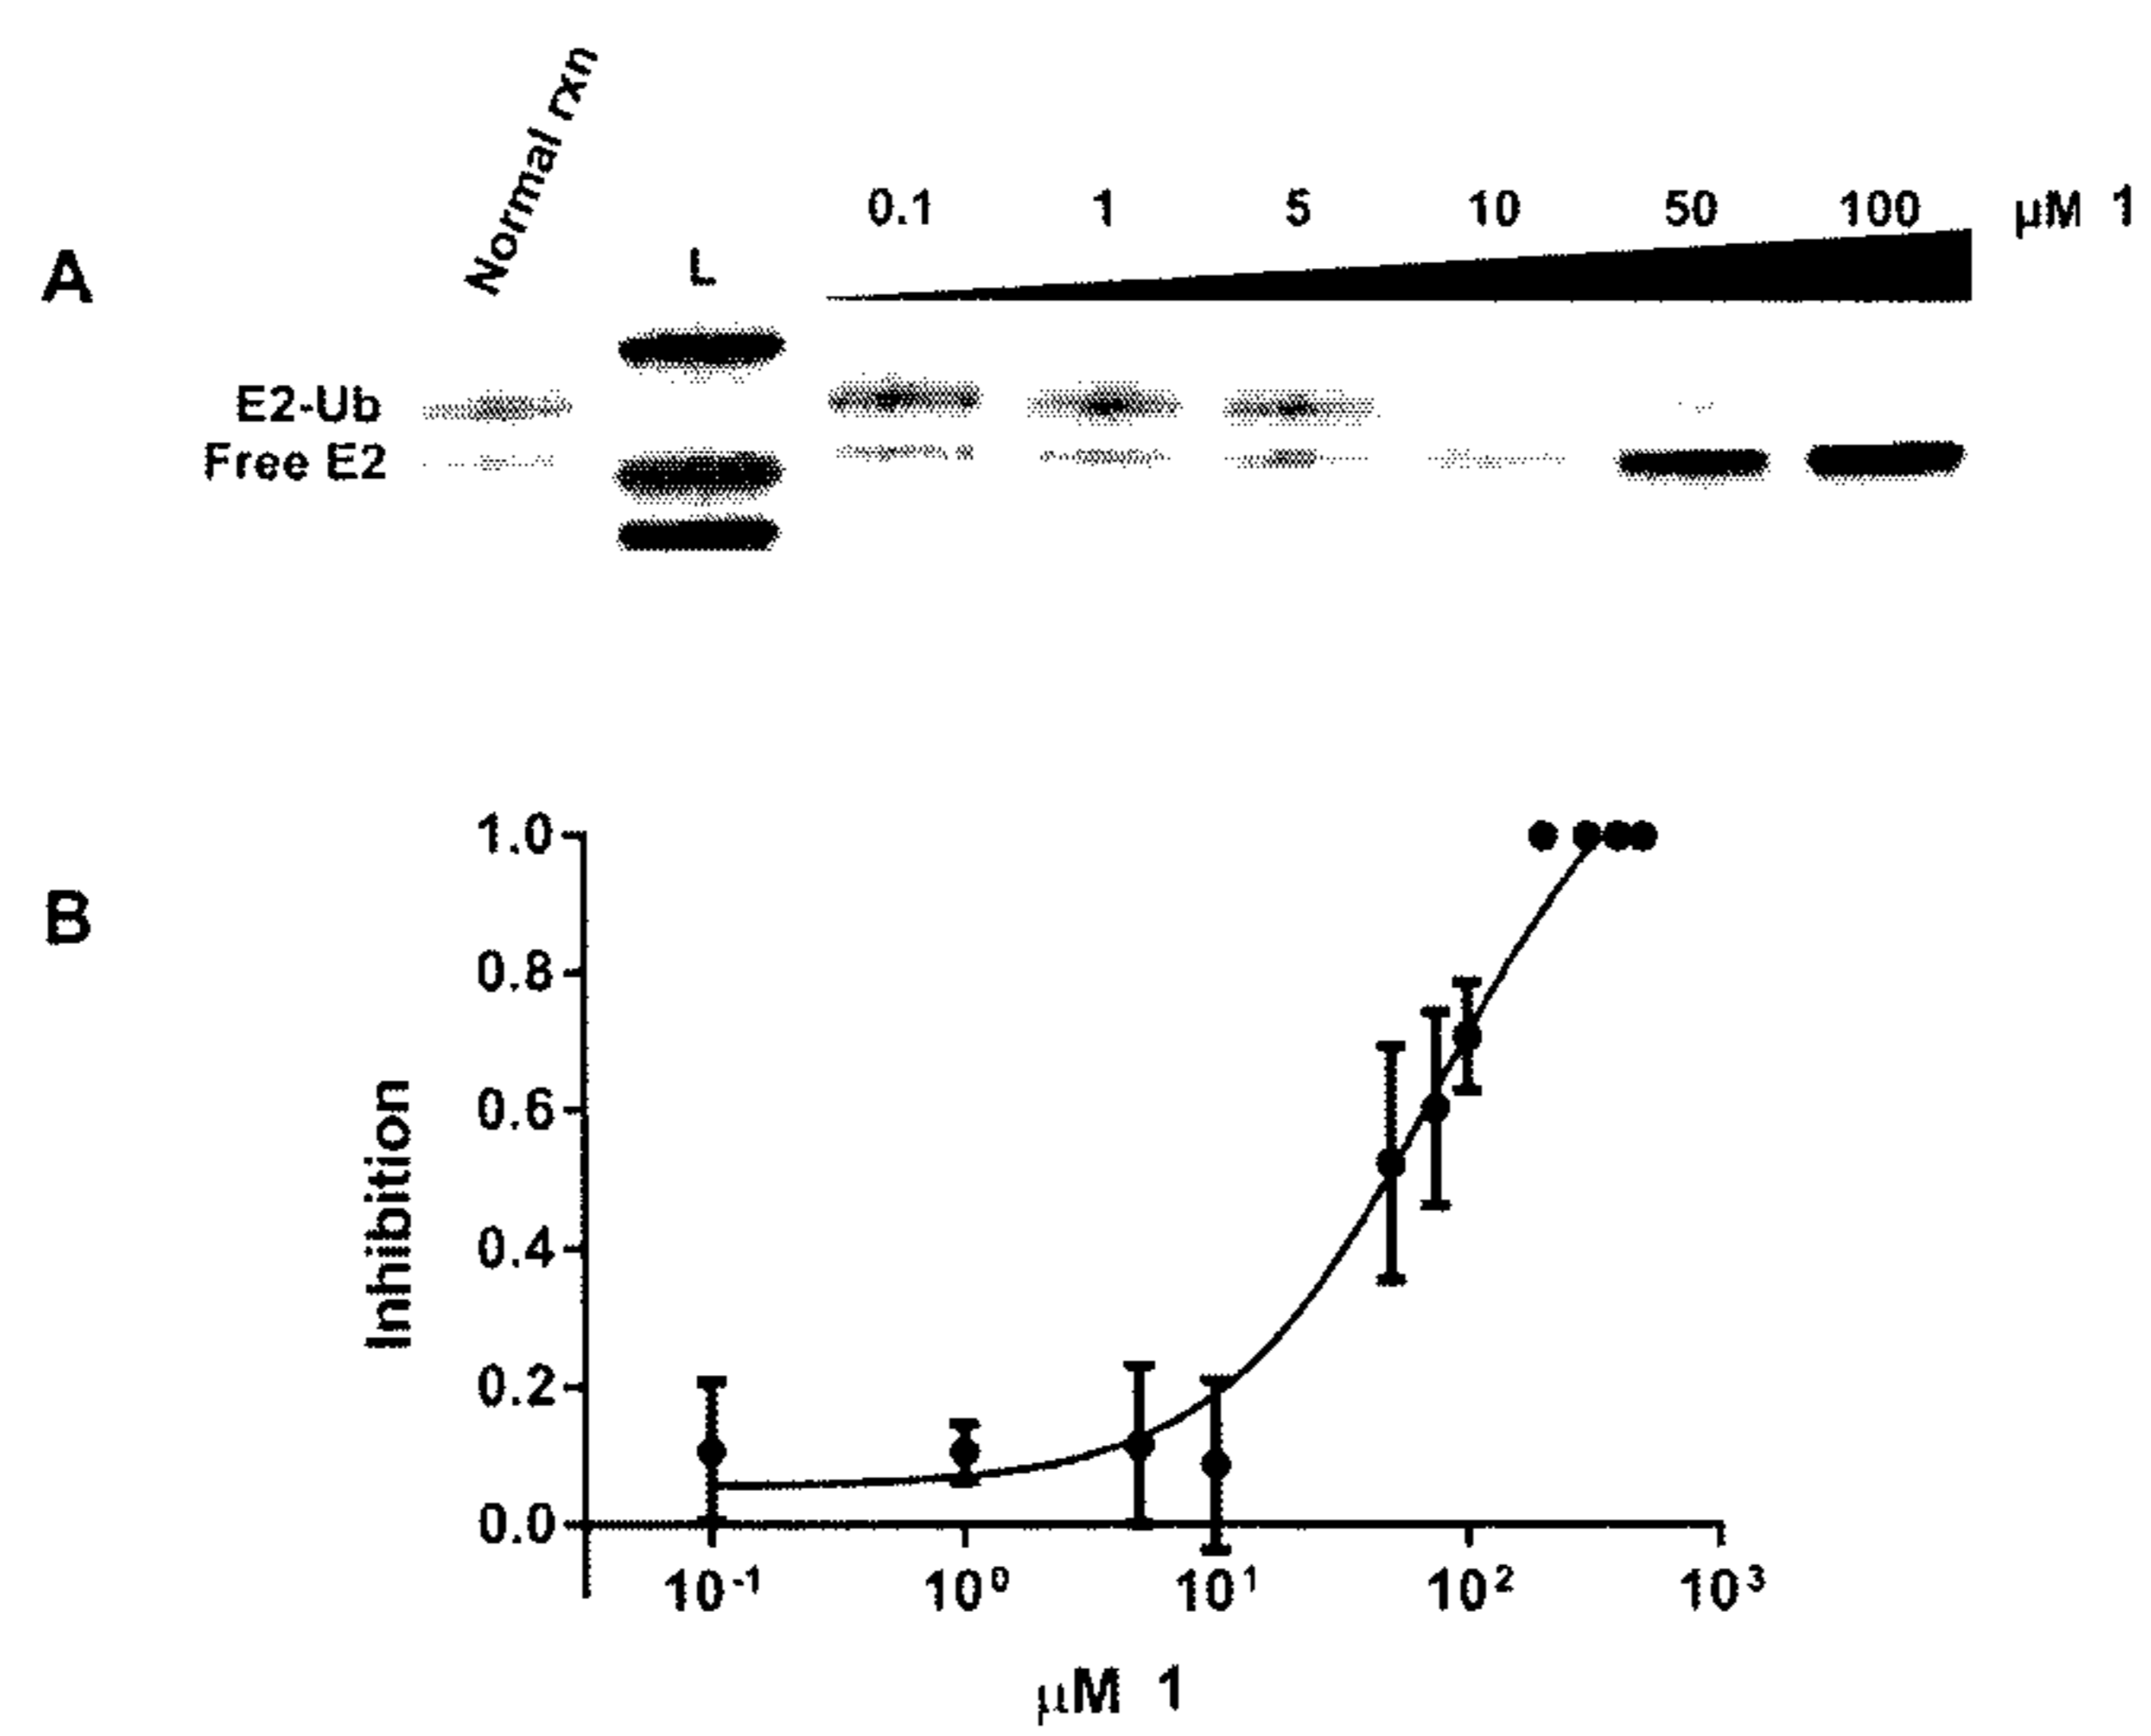 A
Normal rxn
L
0.1 1 5 10 50 100 µM 1
E2-Ub
Free E2
B
Inhibition
1.0
0.8
0.6
0.4
0.2
0.0
10⁻¹ 10⁰ 10¹ 10² 10³
µM 1